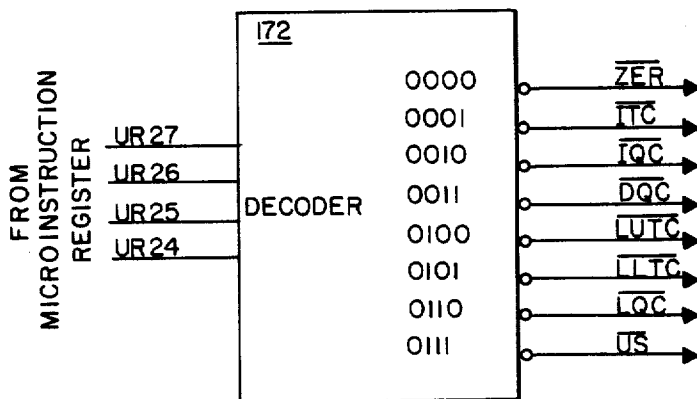 172
FROM
MICROINSTRUCTION
REGISTER
UR27
UR26
UR25
UR24
DECODER
0000
0001
0010
0011
0100
0101
0110
0111
ZER
ITC
IQC
DQC
LUTC
LLTC
LQC
US